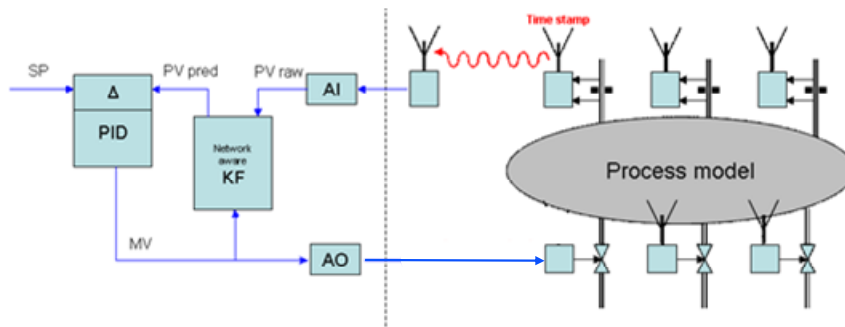 Time stamp
SP
PV pred
PV raw
AI
Δ
PID
Network
aware
KF
Process model
MV
AO